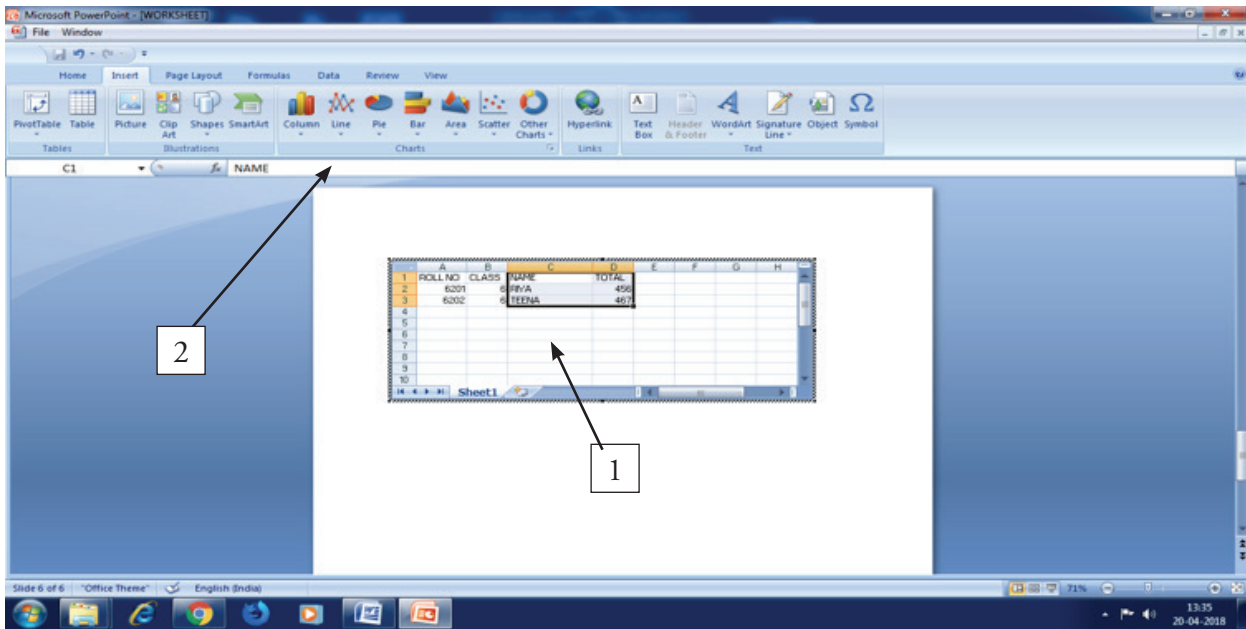 Microsoft PowerPoint - [WORKSHEET]
File Window
Home Insert Page Layout Formulas Data Review View
PivotTable Table Picture Clip Art Shapes SmartArt Column Line Pie Bar Area Scatter Other Charts Hyperlink Text Box Header & Footer WordArt Signature Line Object Symbol
Tables Illustrations Charts Links Text
C1 fx NAME
A B C D E F G H
1 ROLL NO CLASS NAME TOTAL
2 6201 6 RIYA 456
3 6202 6 TEENA 467
4
5
6
7
8
9
10
Sheet1
2
1
Slide 6 of 6 "Office Theme" English (India) 71%
13:35
20-04-2018